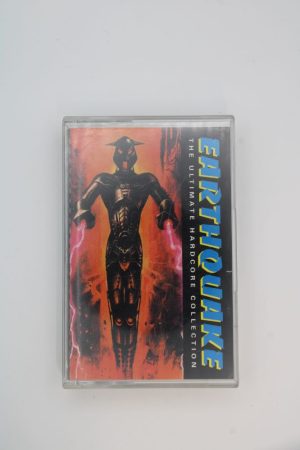 EARTHQUAKE
THE ULTIMATE HARDCORE COLLECTION